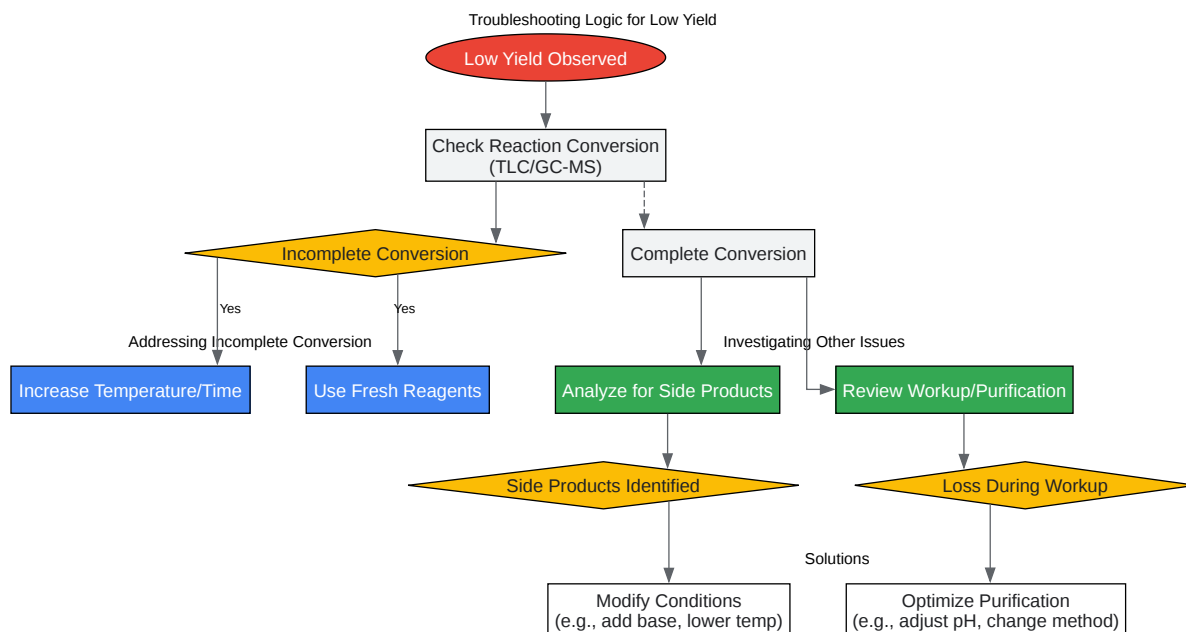 Troubleshooting Logic for Low Yield
Low Yield Observed
Check Reaction Conversion
(TLC/GC-MS)
Incomplete Conversion
Complete Conversion
Yes
Yes
Addressing Incomplete Conversion
Investigating Other Issues
Increase Temperature/Time
Use Fresh Reagents
Analyze for Side Products
Review Workup/Purification
Side Products Identified
Loss During Workup
Solutions
Modify Conditions
(e.g., add base, lower temp)
Optimize Purification
(e.g., adjust pH, change method)